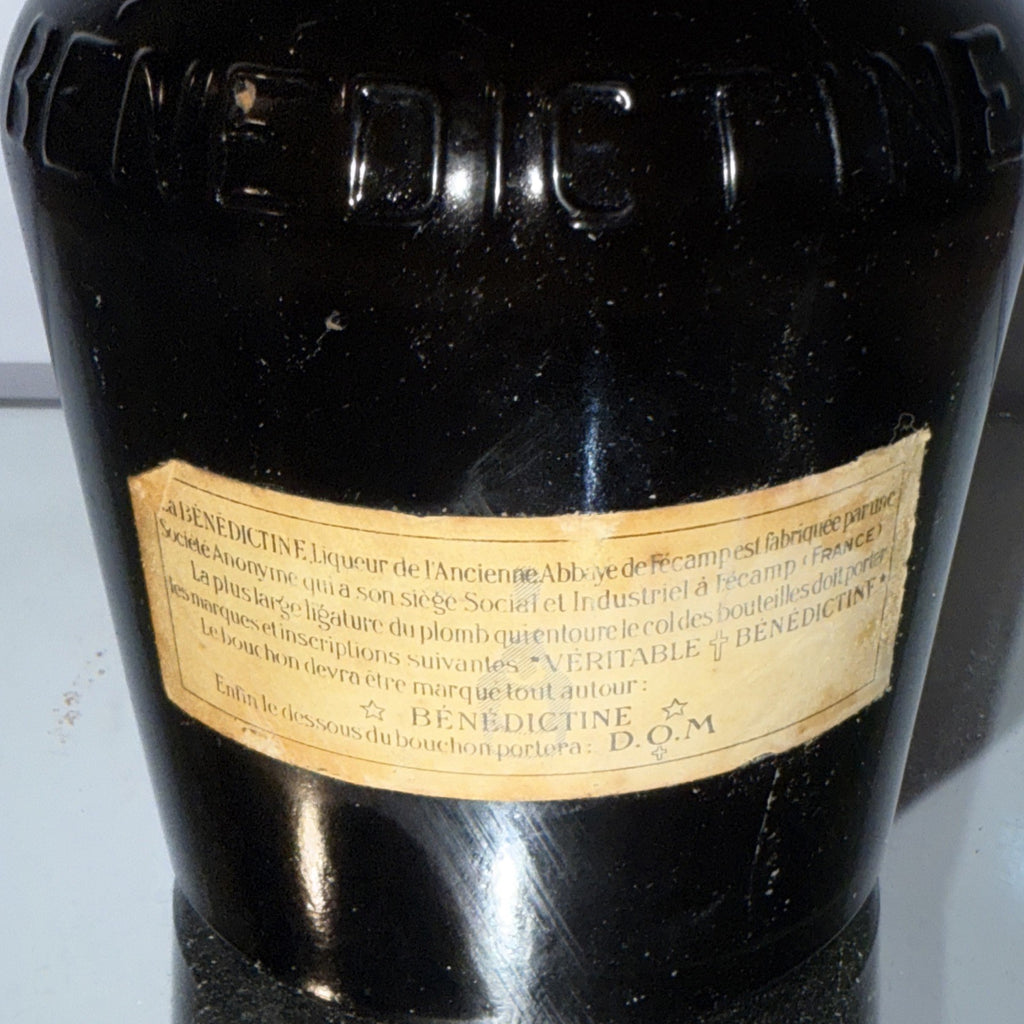 BENEDICTINE
La BÉNÉDICTINE, Liqueur de l'Ancienne Abbaye de Fécamp est fabriquée par une
Société Anonyme qui a son siège Social et Industriel à Fécamp (FRANCE)
La plus large ligature du plomb qui entoure le col des bouteilles doit porter
les marques et inscriptions suivantes "VÉRITABLE ✝ BÉNÉDICTINE"
Le bouchon devra être marqué tout autour:
☆ BÉNÉDICTINE ☆
Enfin le dessous du bouchon portera: D.O.M